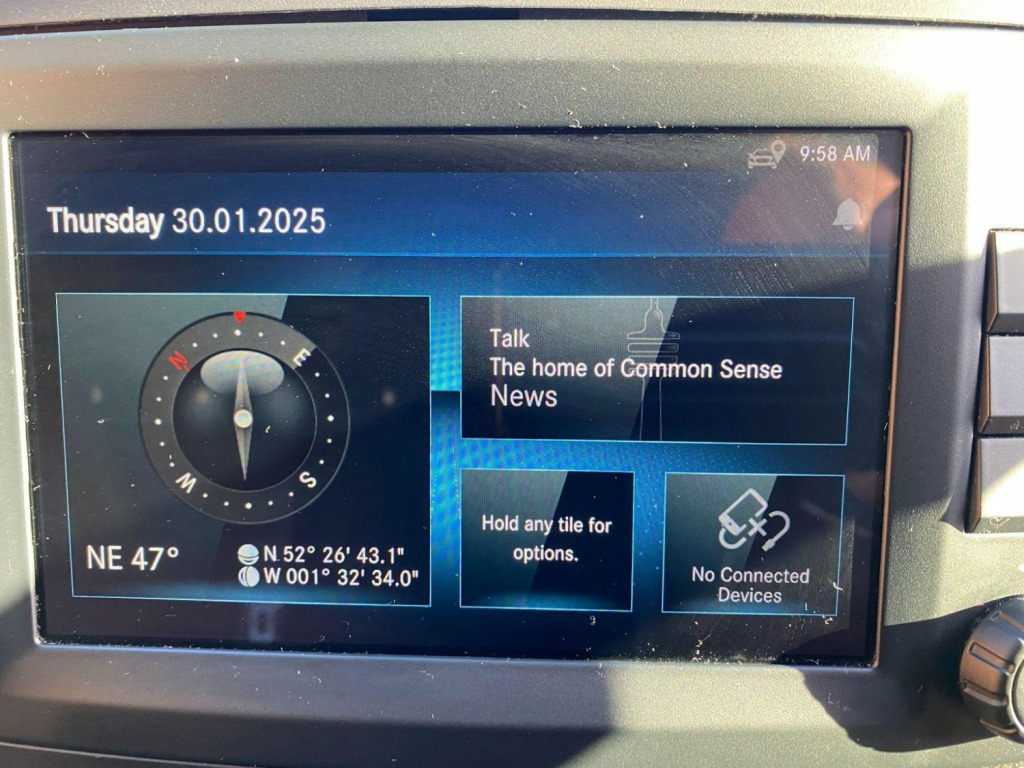 9:58 AM
Thursday 30.01.2025
N
E
S
W
NE 47°
N 52° 26' 43.1"
W 001° 32' 34.0"
Talk
The home of Common Sense
News
Hold any tile for
options.
No Connected
Devices